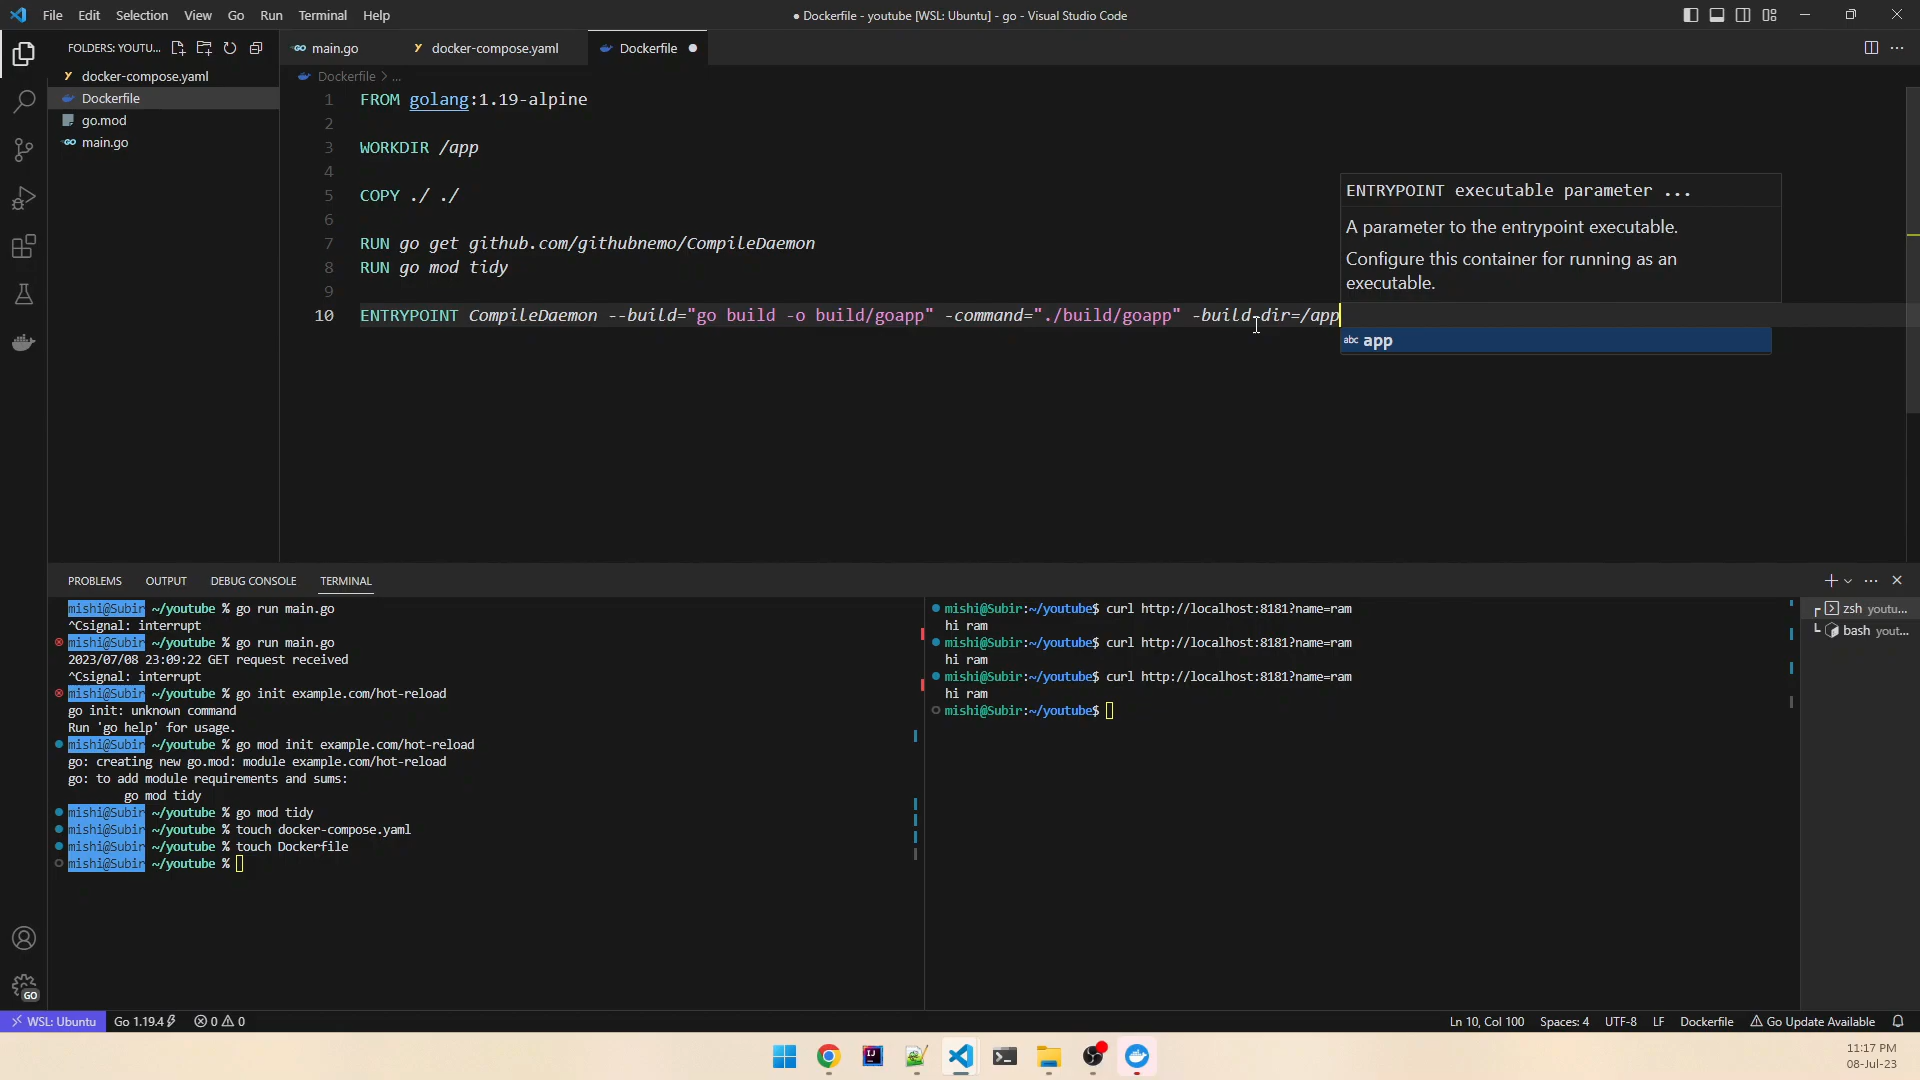 File Edit Selection View Go Run Terminal Help
● Dockerfile - youtube [WSL: Ubuntu] - go - Visual Studio Code
FOLDERS: YOUTU...
main.go
docker-compose.yaml
Dockerfile
docker-compose.yaml
Dockerfile
go.mod
main.go
Dockerfile > ...
1 FROM golang:1.19-alpine
2
3 WORKDIR /app
4
5 COPY ./ ./
6
7 RUN go get github.com/githubnemo/CompileDaemon
8 RUN go mod tidy
9
10 ENTRYPOINT CompileDaemon --build="go build -o build/goapp" -command="./build/goapp" -build-dir=/app
ENTRYPOINT executable parameter ...
A parameter to the entrypoint executable.
Configure this container for running as an
executable.
abc app
PROBLEMS OUTPUT DEBUG CONSOLE TERMINAL
mishi@Subir ~/youtube % go run main.go
^Csignal: interrupt
mishi@Subir ~/youtube % go run main.go
2023/07/08 23:09:22 GET request received
^Csignal: interrupt
mishi@Subir ~/youtube % go init example.com/hot-reload
go init: unknown command
Run 'go help' for usage.
mishi@Subir ~/youtube % go mod init example.com/hot-reload
go: creating new go.mod: module example.com/hot-reload
go: to add module requirements and sums:
go mod tidy
mishi@Subir ~/youtube % go mod tidy
mishi@Subir ~/youtube % touch docker-compose.yaml
mishi@Subir ~/youtube % touch Dockerfile
mishi@Subir ~/youtube %
mishi@Subir:~/youtube$ curl http://localhost:8181?name=ram
hi ram
mishi@Subir:~/youtube$ curl http://localhost:8181?name=ram
hi ram
mishi@Subir:~/youtube$ curl http://localhost:8181?name=ram
hi ram
mishi@Subir:~/youtube$
zsh youtu...
bash yout...
GO
WSL: Ubuntu Go 1.19.4 0 0
Ln 10, Col 100 Spaces: 4 UTF-8 LF Dockerfile Go Update Available
11:17 PM
08-Jul-23